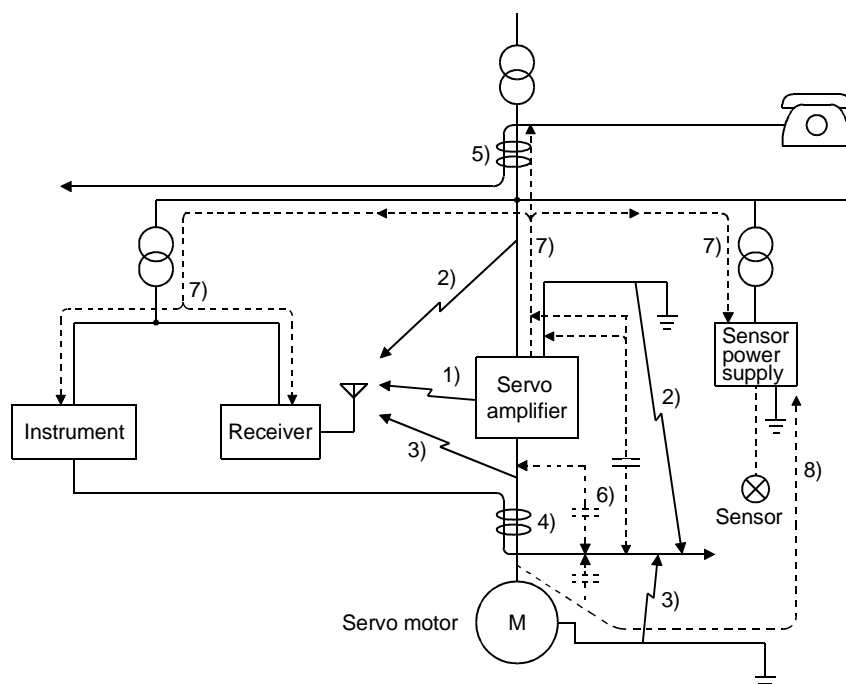 5)
7)
7)
2)
7)
Sensor
power
supply
1)
Servo
amplifier
2)
Instrument
Receiver
3)
8)
6)
4)
Sensor
3)
Servo motor
M